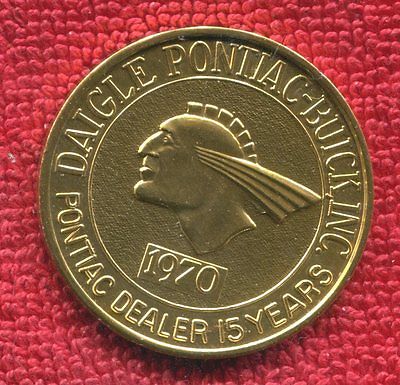 DAIGLE PONTIAC-BUICK INC.
1970
PONTIAC DEALER 15 YEARS